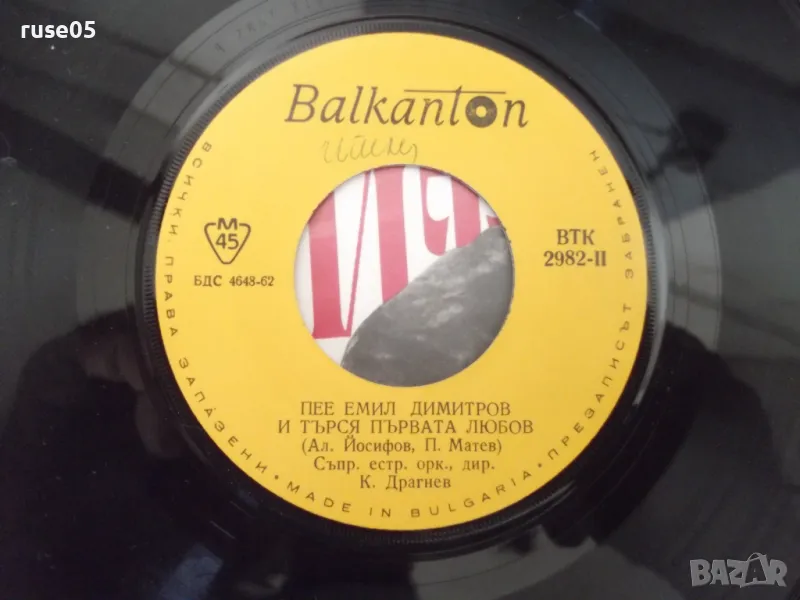 ruse05
Balkanton
М
45
БДС 4648-62
ВТК
2982-II
ПЕЕ ЕМИЛ ДИМИТРОВ
И ТЪРСЯ ПЪРВАТА ЛЮБОВ
(Ал. Йосифов, П. Матев)
Съпр. естр. орк., дир.
К. Драгнев
ВСИЧКИ ПРАВА ЗАПАЗЕНИ • MADE IN BULGARIA • ПРЕЗАПИСЪТ ЗАБРАНЕН
BAZAR